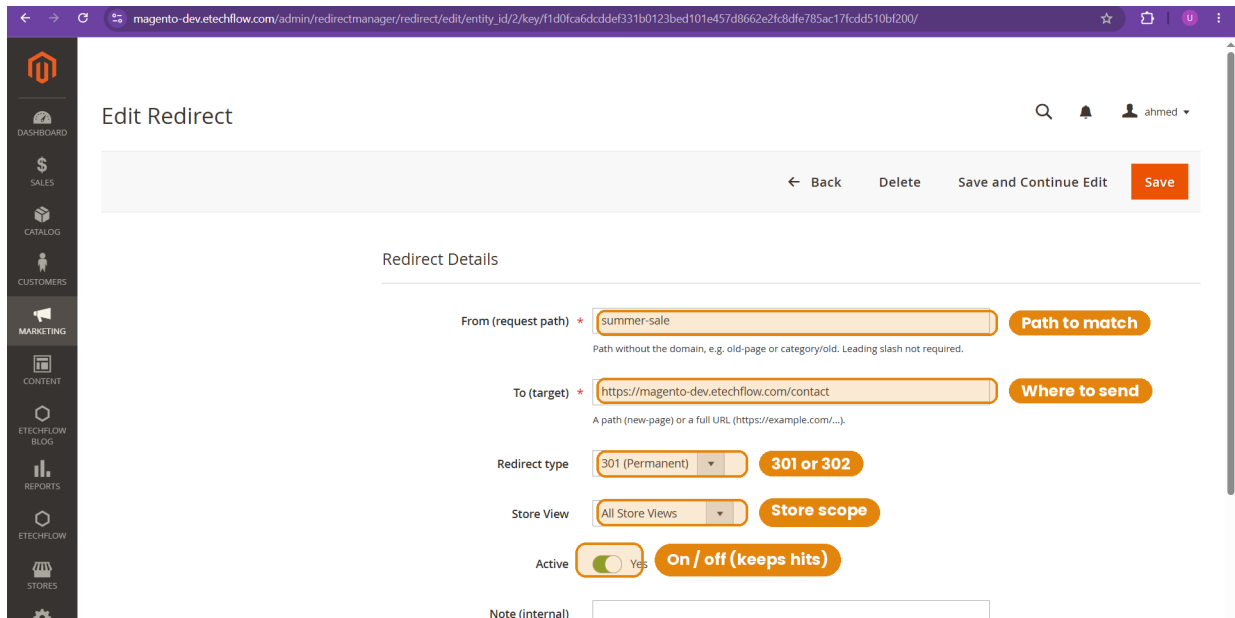 magento-dev.etechflow.com/admin/redirectmanager/redirect/edit/entity_id/2/key/f1d0fca6dcddef331b0123bed101e457d8662e2fc8dfe785ac17fcdd510bf200/
U
Edit Redirect
ahmed
DASHBOARD
SALES
CATALOG
CUSTOMERS
MARKETING
CONTENT
ETECHFLOW
BLOG
REPORTS
ETECHFLOW
STORES
Back
Delete
Save and Continue Edit
Save
Redirect Details
From (request path) *
summer-sale
Path to match
Path without the domain, e.g. old-page or category/old. Leading slash not required.
To (target) *
https://magento-dev.etechflow.com/contact
Where to send
A path (new-page) or a full URL (https://example.com/...).
Redirect type
301 (Permanent)
301 or 302
Store View
All Store Views
Store scope
Active
Yes
On / off (keeps hits)
Note (internal)